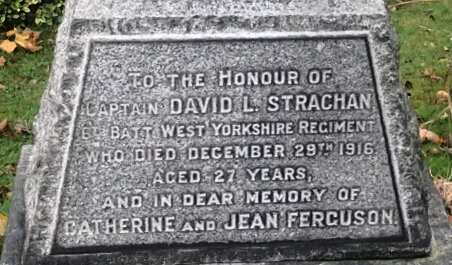 TO THE HONOUR OF
CAPTAIN DAVID L. STRACHAN
BATT WEST YORKSHIRE REGIMENT
WHO DIED DECEMBER 29TH 1916
AGED 27 YEARS,
AND IN DEAR MEMORY OF
CATHERINE AND JEAN FERGUSON.